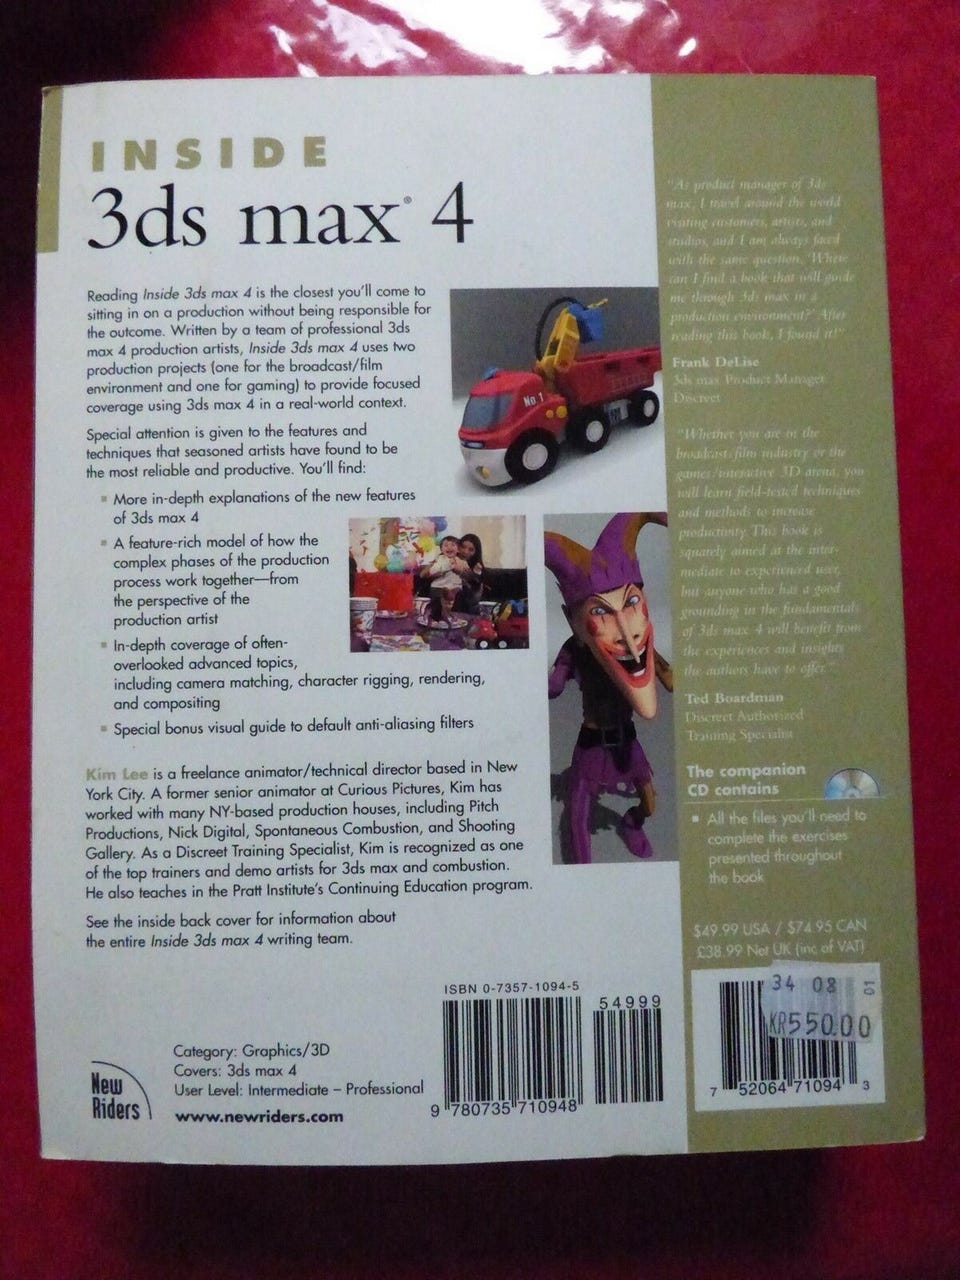 INSIDE
3ds max® 4
Reading Inside 3ds max 4 is the closest you'll come to
sitting in on a production without being responsible for
the outcome. Written by a team of professional 3ds
max 4 production artists, Inside 3ds max 4 uses two
production projects (one for the broadcast/film
environment and one for gaming) to provide focused
coverage using 3ds max 4 in a real-world context.
Special attention is given to the features and
techniques that seasoned artists have found to be
the most reliable and productive. You'll find:
▪ More in-depth explanations of the new features
of 3ds max 4
▪ A feature-rich model of how the
complex phases of the production
process work together—from
the perspective of the
production artist
▪ In-depth coverage of often-
overlooked advanced topics,
including camera matching, character rigging, rendering,
and compositing
▪ Special bonus visual guide to default anti-aliasing filters
Kim Lee is a freelance animator/technical director based in New
York City. A former senior animator at Curious Pictures, Kim has
worked with many NY-based production houses, including Pitch
Productions, Nick Digital, Spontaneous Combustion, and Shooting
Gallery. As a Discreet Training Specialist, Kim is recognized as one
of the top trainers and demo artists for 3ds max and combustion.
He also teaches in the Pratt Institute's Continuing Education program.
See the inside back cover for information about
the entire Inside 3ds max 4 writing team.
New
Riders
Category: Graphics/3D
Covers: 3ds max 4
User Level: Intermediate – Professional
www.newriders.com
ISBN 0-7357-1094-5
54999
9 780735 710948
No 1
"As product manager of 3ds
max, I travel around the world
visiting customers, artists, and
studios, and I am always faced
with the same question, 'Where
can I find a book that will guide
me through 3ds max in a
production environment?' After
reading this book, I found it!"
Frank DeLise
3ds max Product Manager
Discreet
"Whether you are in the
broadcast/film industry or the
games/interactive 3D arena, you
will learn field-tested techniques
and methods to increase
productivity. This book is
squarely aimed at the inter-
mediate to experienced user,
but anyone who has a good
grounding in the fundamentals
of 3ds max 4 will benefit from
the experiences and insights
the authors have to offer."
Ted Boardman
Discreet Authorized
Training Specialist
The companion
CD contains
▪ All the files you'll need to
complete the exercises
presented throughout
the book
$49.99 USA / $74.95 CAN
£38.99 Net UK (inc of VAT)
34 08
01
KR550.00
7 52064 71094 3